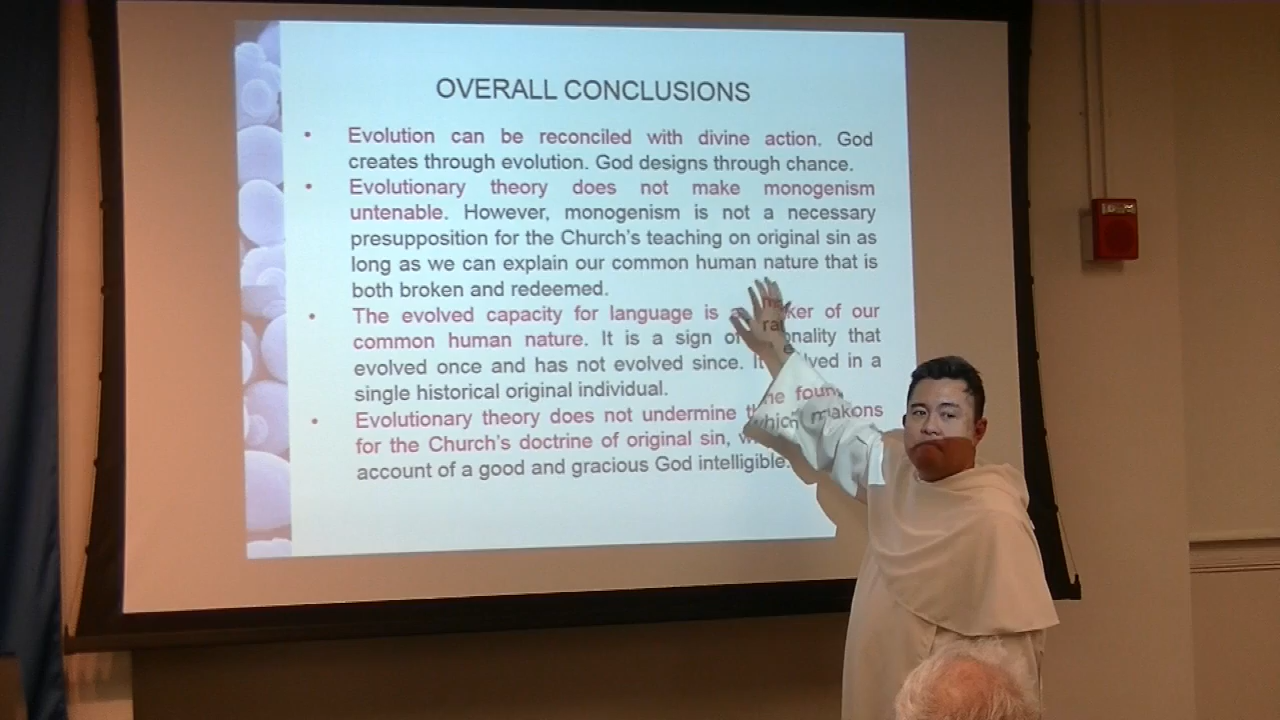 OVERALL CONCLUSIONS
• Evolution can be reconciled with divine action. God
creates through evolution. God designs through chance.
• Evolutionary theory does not make monogenism
untenable. However, monogenism is not a necessary
presupposition for the Church's teaching on original sin as
long as we can explain our common human nature that is
both broken and redeemed.
• The evolved capacity for language is a marker of our
common human nature. It is a sign of rationality that
evolved once and has not evolved since. It evolved in a
single historical original individual.
• Evolutionary theory does not undermine the foundations
for the Church's doctrine of original sin, which makes
account of a good and gracious God intelligible.